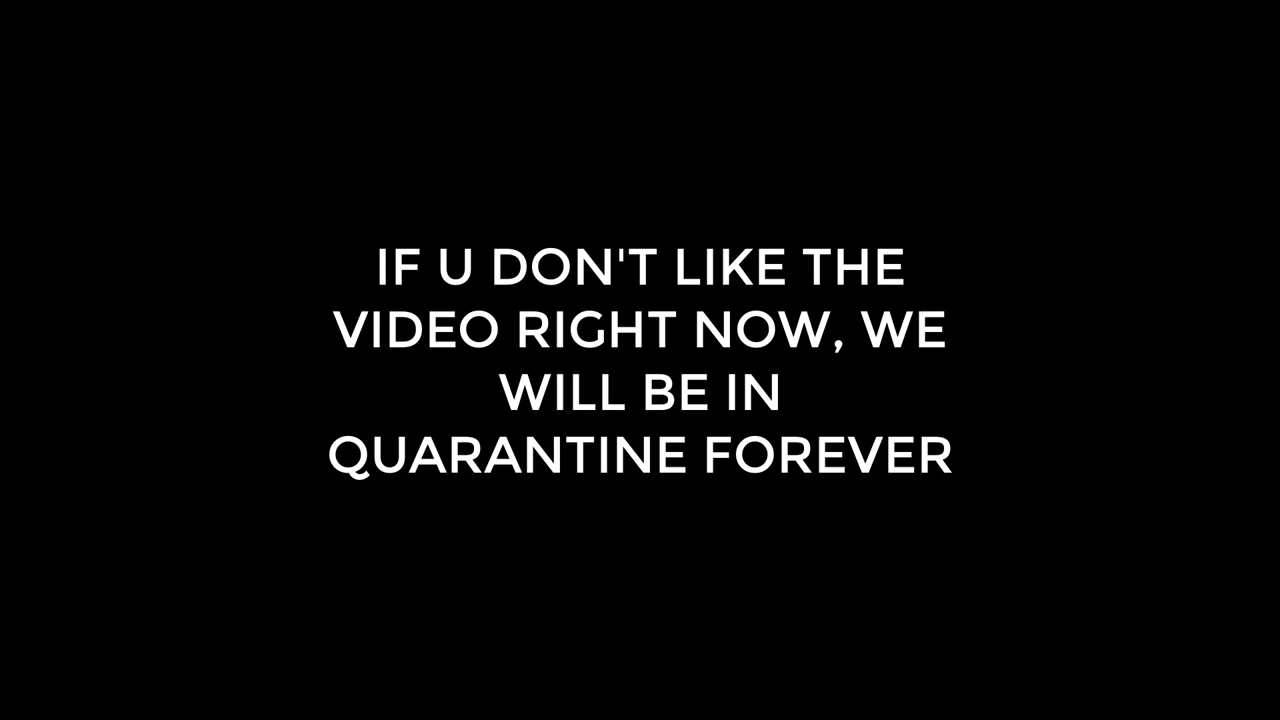 IF U DON'T LIKE THE
VIDEO RIGHT NOW, WE
WILL BE IN
QUARANTINE FOREVER